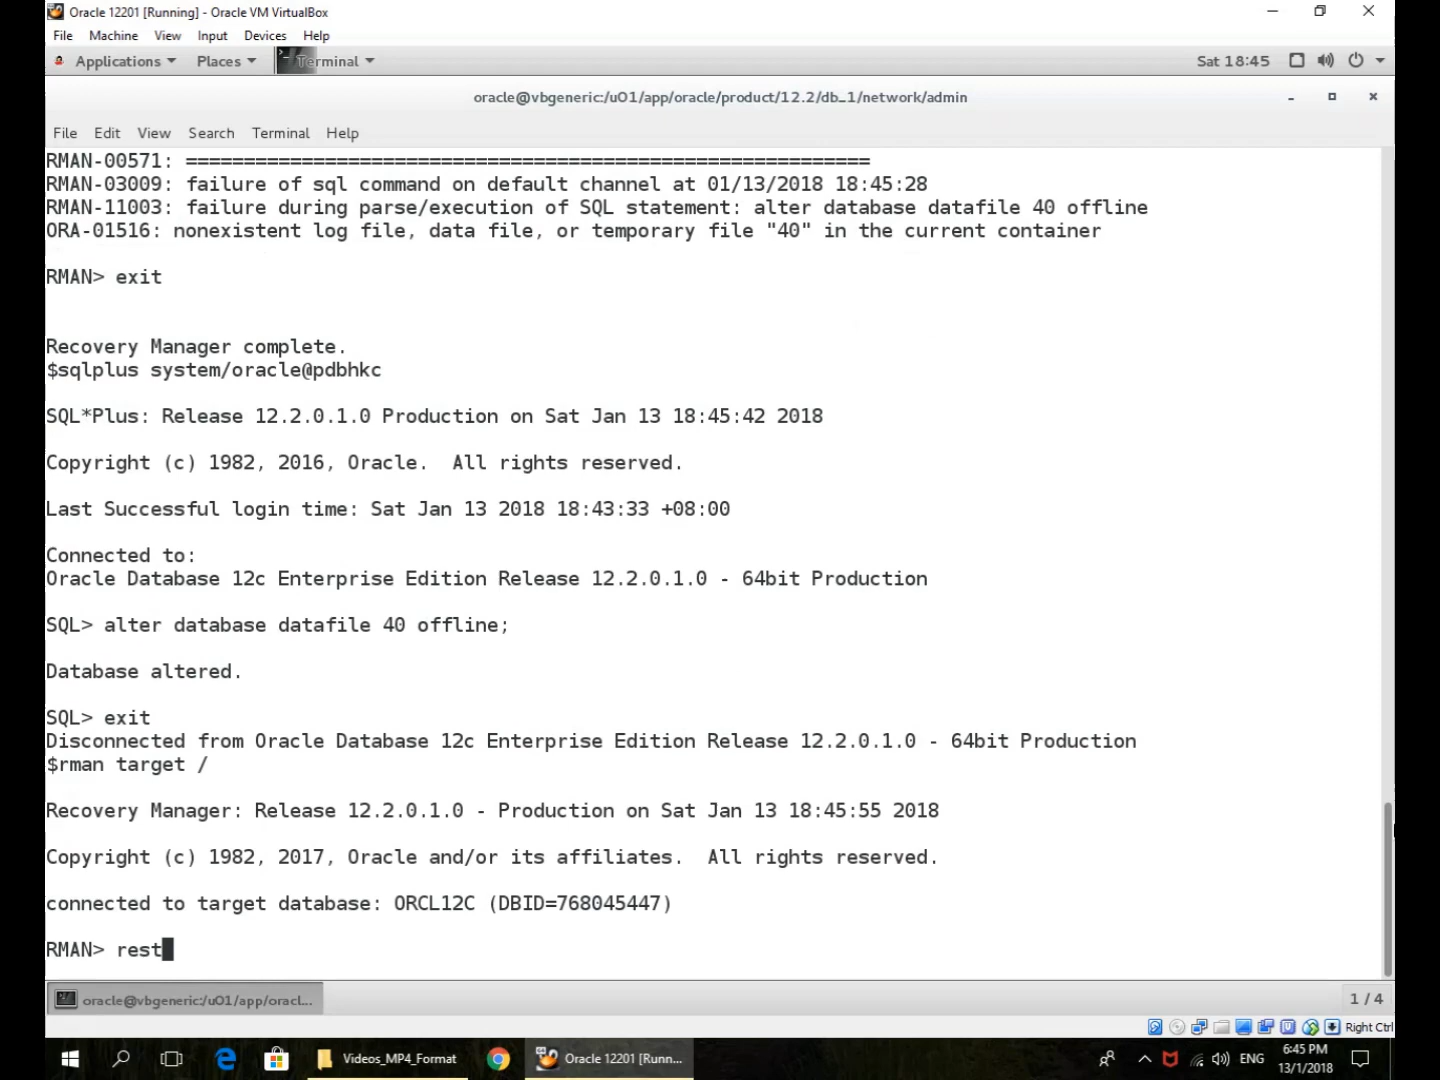 Oracle 12201 [Running] - Oracle VM VirtualBox
File Machine View Input Devices Help
Applications Places Terminal Sat 18:45
oracle@vbgeneric:/u01/app/oracle/product/12.2/db_1/network/admin
File Edit View Search Terminal Help
RMAN-00571: ===========================================================
RMAN-03009: failure of sql command on default channel at 01/13/2018 18:45:28
RMAN-11003: failure during parse/execution of SQL statement: alter database datafile 40 offline
ORA-01516: nonexistent log file, data file, or temporary file "40" in the current container
RMAN> exit
Recovery Manager complete.
$sqlplus system/oracle@pdbhkc
SQL*Plus: Release 12.2.0.1.0 Production on Sat Jan 13 18:45:42 2018
Copyright (c) 1982, 2016, Oracle.  All rights reserved.
Last Successful login time: Sat Jan 13 2018 18:43:33 +08:00
Connected to:
Oracle Database 12c Enterprise Edition Release 12.2.0.1.0 - 64bit Production
SQL> alter database datafile 40 offline;
Database altered.
SQL> exit
Disconnected from Oracle Database 12c Enterprise Edition Release 12.2.0.1.0 - 64bit Production
$rman target /
Recovery Manager: Release 12.2.0.1.0 - Production on Sat Jan 13 18:45:55 2018
Copyright (c) 1982, 2017, Oracle and/or its affiliates.  All rights reserved.
connected to target database: ORCL12C (DBID=768045447)
RMAN> rest
oracle@vbgeneric:/u01/app/oracl... 1 / 4
Right Ctrl
Videos_MP4_Format Oracle 12201 [Runn... ENG 6:45 PM
13/1/2018